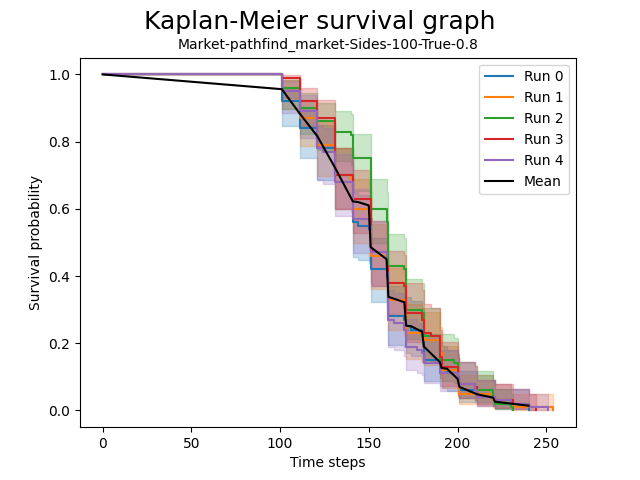 Kaplan-Meier survival graph
Market-pathfind_market-Sides-100-True-0.8
1.0
0.8
0.6
0.4
0.2
0.0
Survival probability
0
50
100
150
200
250
Time steps
Run 0
Run 1
Run 2
Run 3
Run 4
Mean